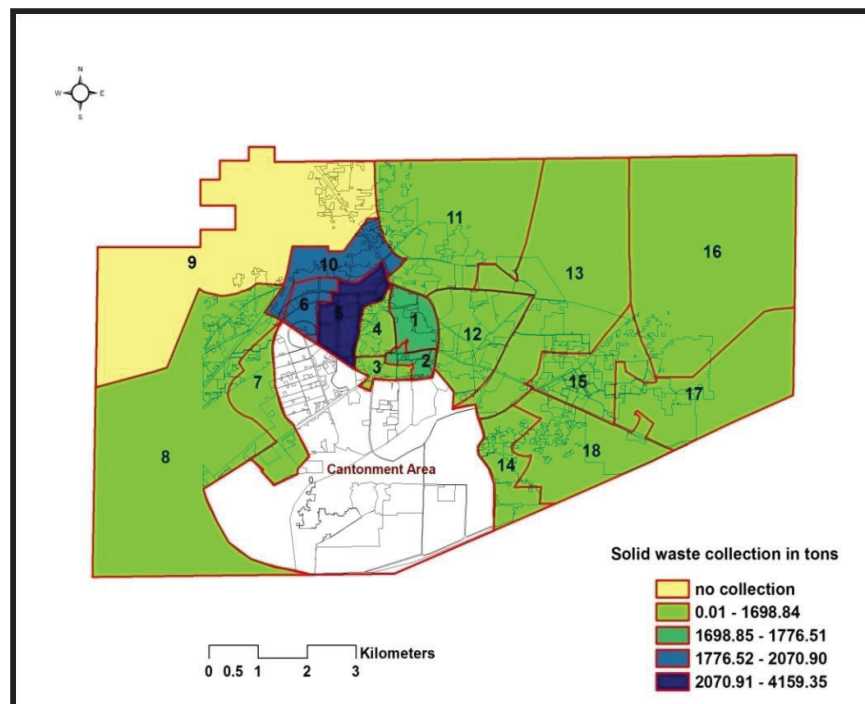 N
W E
S
11
16
9
13
10
6
5
1
4
12
2
3
15
7
17
8
18
14
Cantonment Area
Solid waste collection in tons
no collection
0.01 - 1698.84
1698.85 - 1776.51
1776.52 - 2070.90
2070.91 - 4159.35
Kilometers
0 0.5 1 2 3